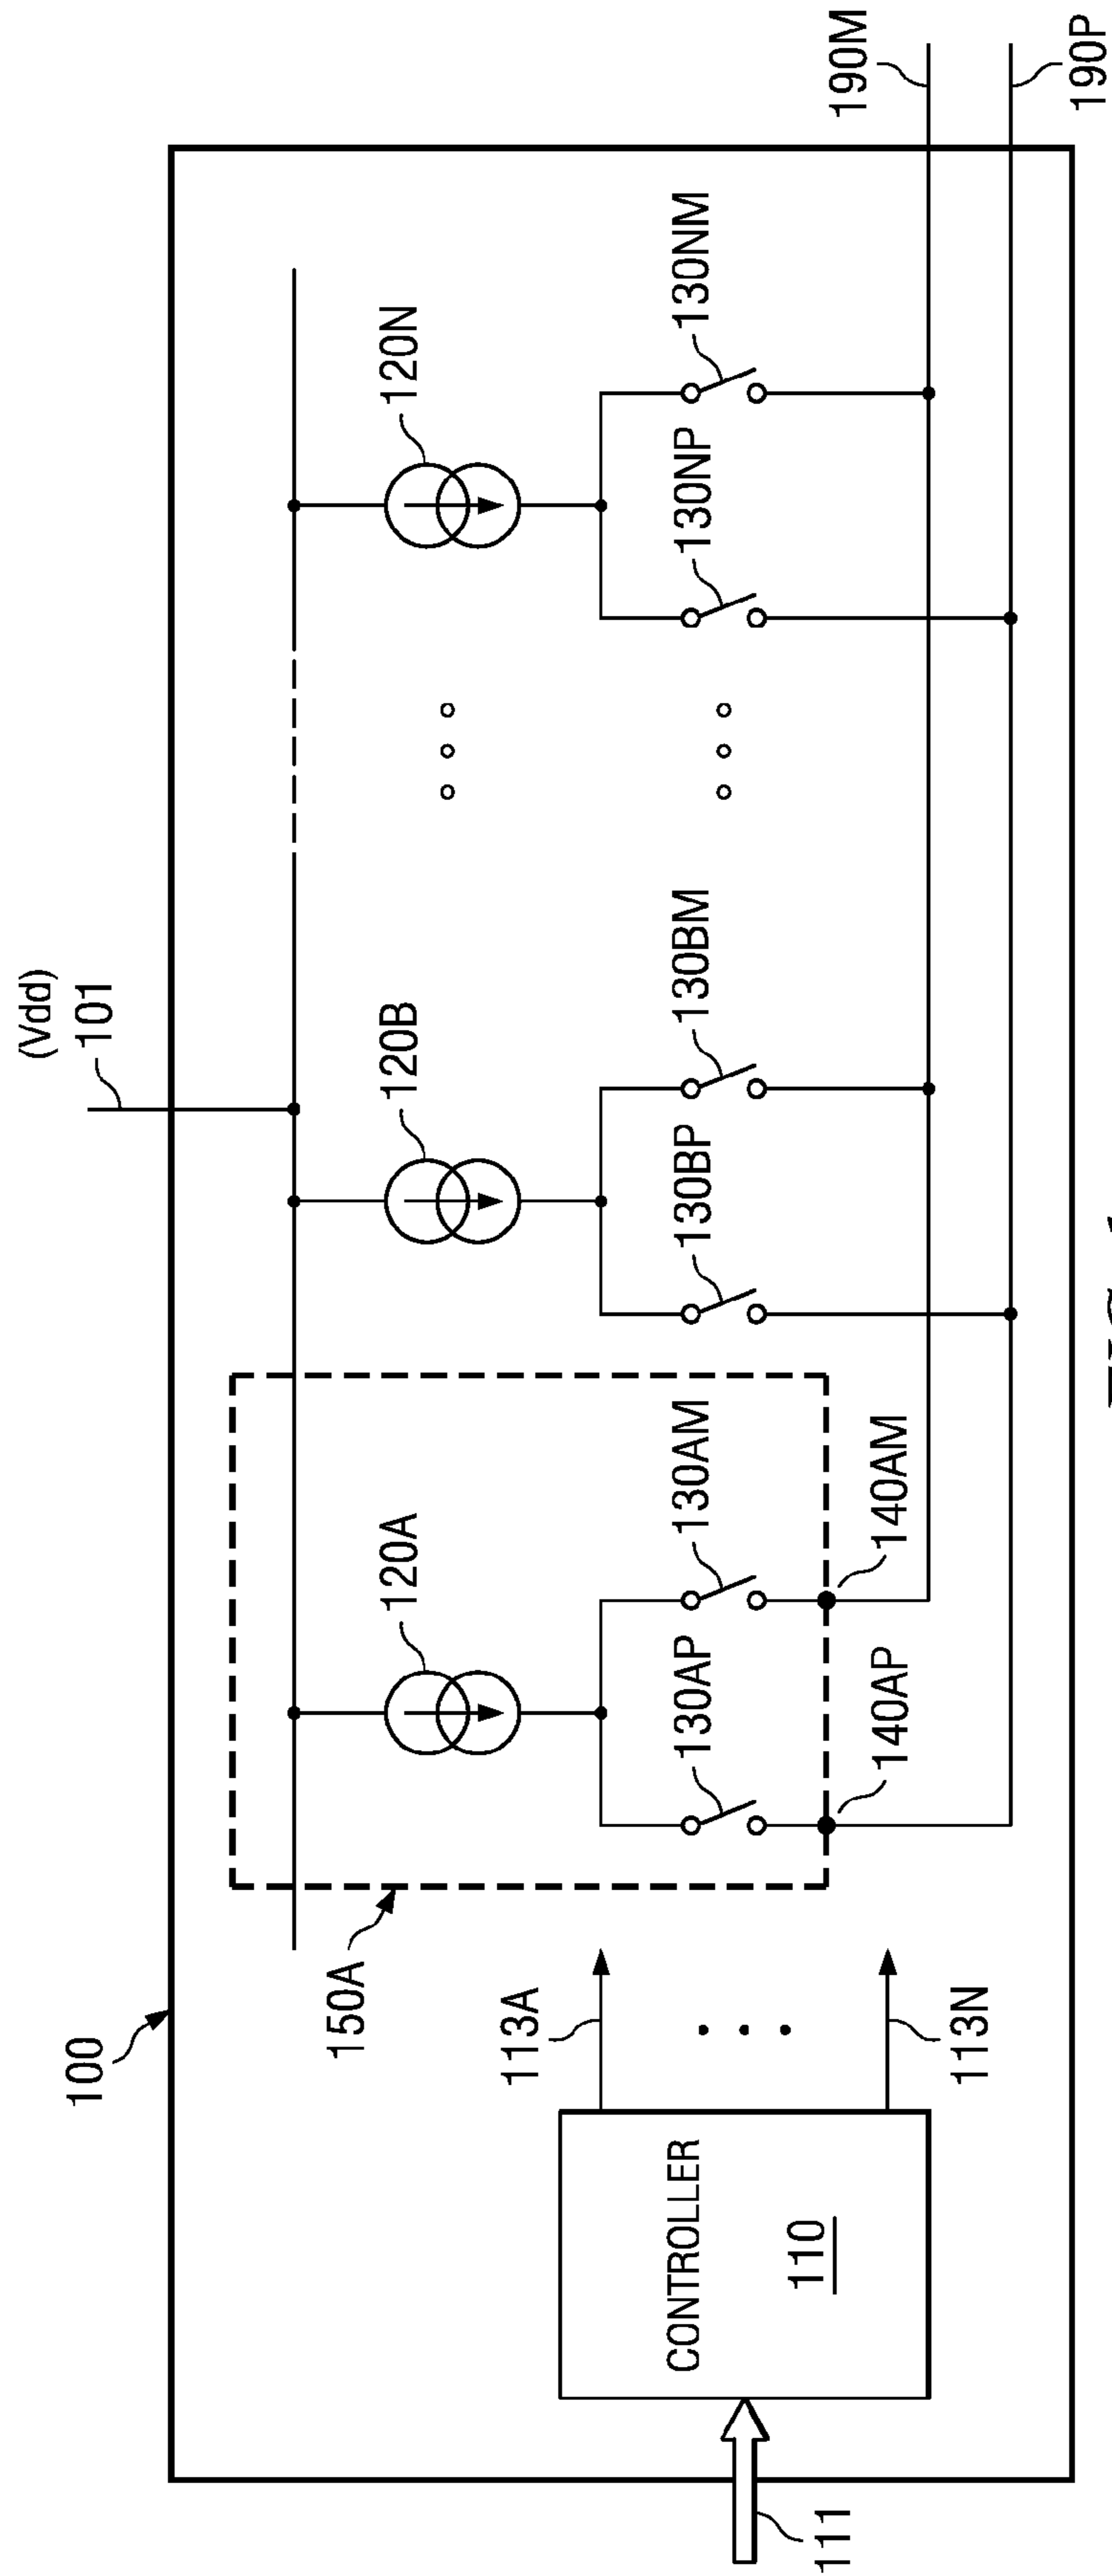 (Vdd)
101
100
190M
190P
120A
120B
120N
150A
130AP
130AM
130BP
130BM
130NP
130NM
140AP
140AM
113A
113N
CONTROLLER
110
111